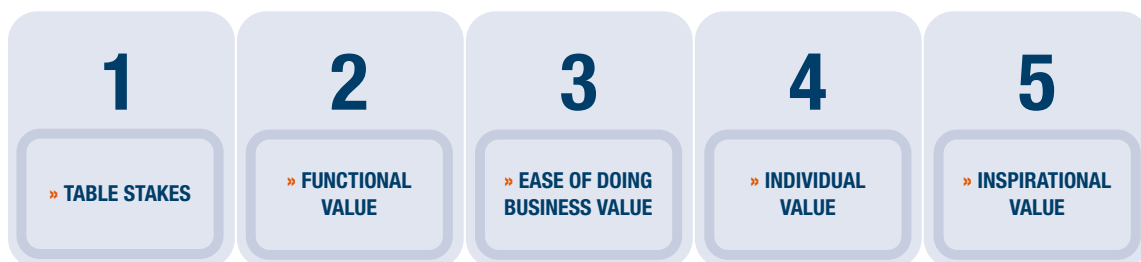 1
» TABLE STAKES
2
» FUNCTIONAL
VALUE
3
» EASE OF DOING
BUSINESS VALUE
4
» INDIVIDUAL
VALUE
5
» INSPIRATIONAL
VALUE